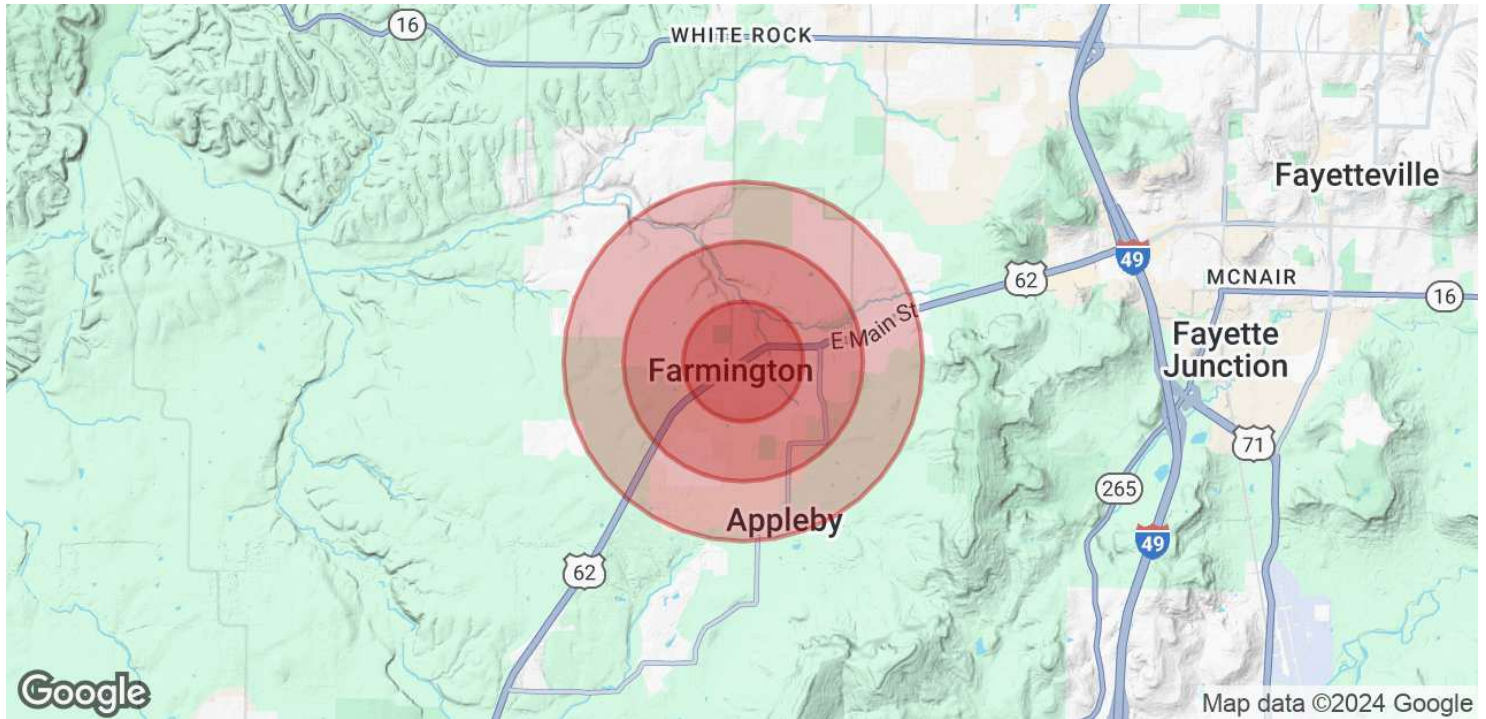 16
WHITE ROCK
Fayetteville
49
62
MCNAIR
16
E Main St
Fayette
Junction
Farmington
71
265
Appleby
49
62
Google
Map data ©2024 Google